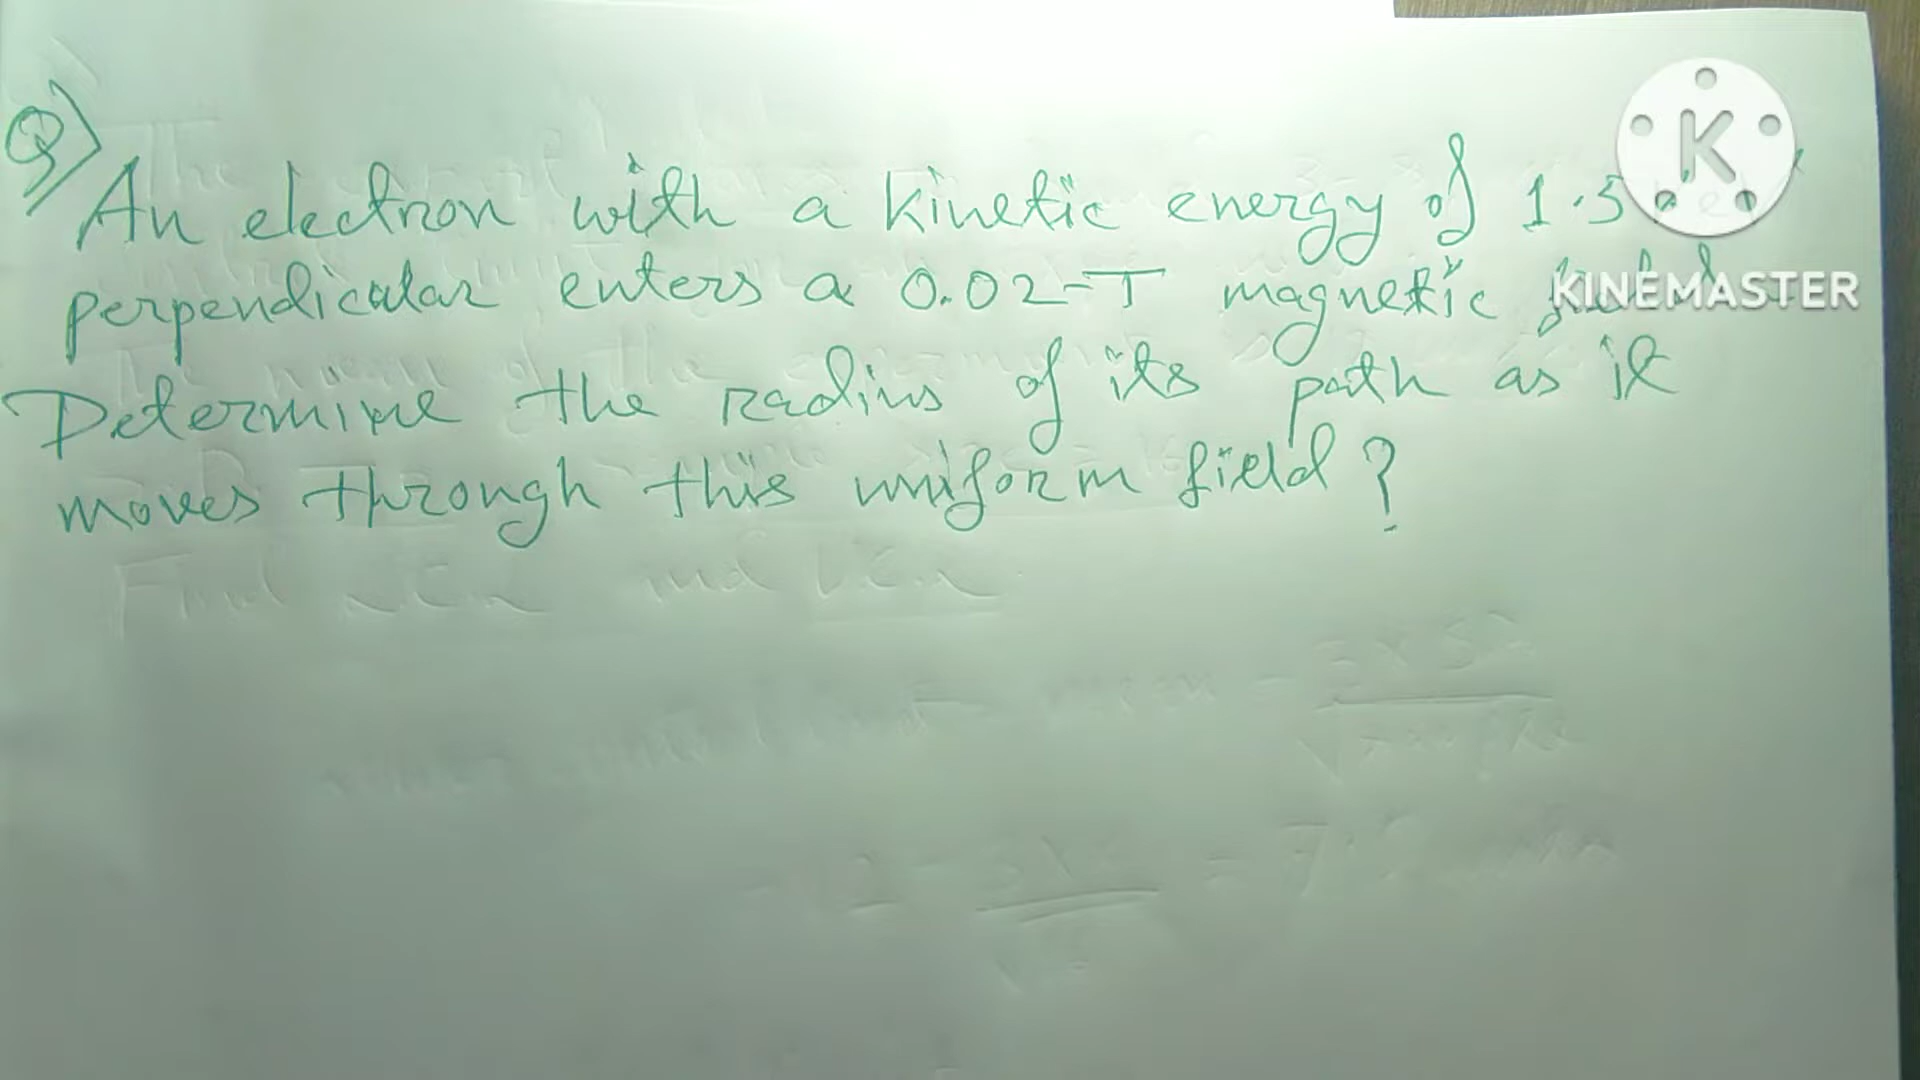 Q)
An electron with a kinetic energy of 1.5
perpendicular enters a 0.02-T magnetic field
Determine the radius of its path as it
moves through this uniform field?
K
KINEMASTER